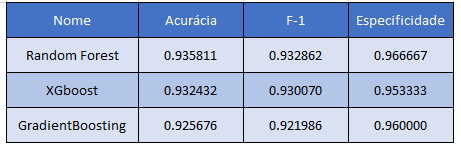 Nome Acurácia F-1 Especificidade
Random Forest 0.935811 0.932862 0.966667
XGboost 0.932432 0.930070 0.953333
GradientBoosting 0.925676 0.921986 0.960000